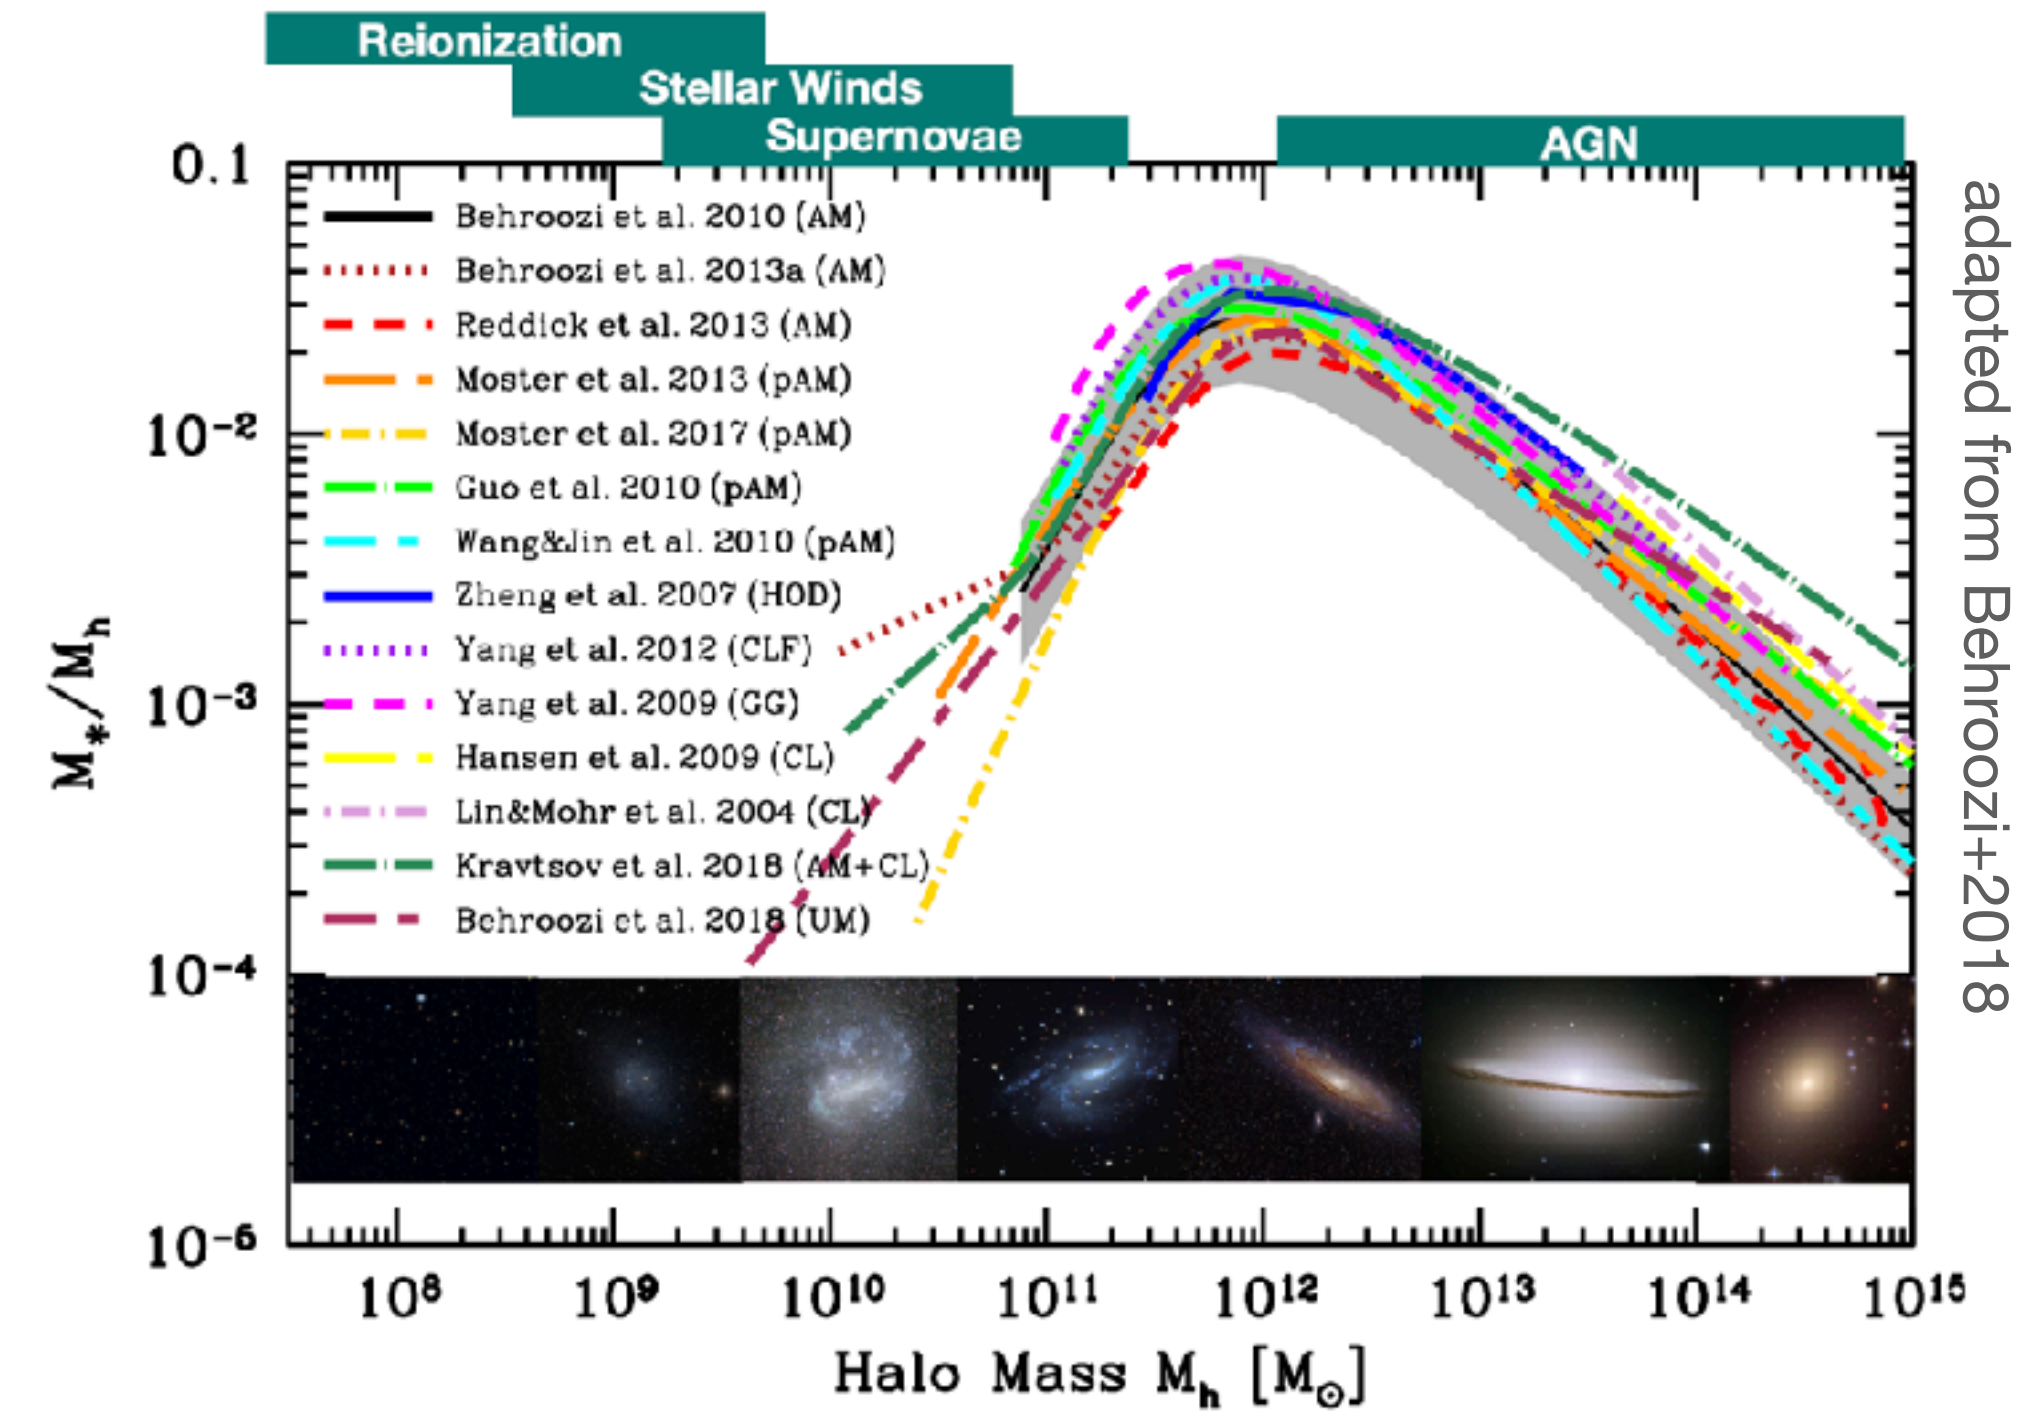 Reionization
Stellar Winds
Supernovae
AGN
0.1
10⁻²
10⁻³
10⁻⁴
10⁻⁶
M*/Mₕ
Behroozi et al. 2010 (AM)
Behroozi et al. 2013a (AM)
Reddick et al. 2013 (AM)
Moster et al. 2013 (pAM)
Moster et al. 2017 (pAM)
Guo et al. 2010 (pAM)
Wang&Jin et al. 2010 (pAM)
Zheng et al. 2007 (HOD)
Yang et al. 2012 (CLF)
Yang et al. 2009 (GG)
Hansen et al. 2009 (CL)
Lin&Mohr et al. 2004 (CL)
Kravtsov et al. 2018 (AM+CL)
Behroozi et al. 2018 (UM)
10⁸ 10⁹ 10¹⁰ 10¹¹ 10¹² 10¹³ 10¹⁴ 10¹⁵
Halo Mass Mₕ [M⊙]
adapted from Behroozi+2018